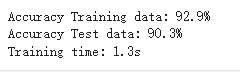 Accuracy Training data: 92.9%
Accuracy Test data: 90.3%
Training time: 1.3s